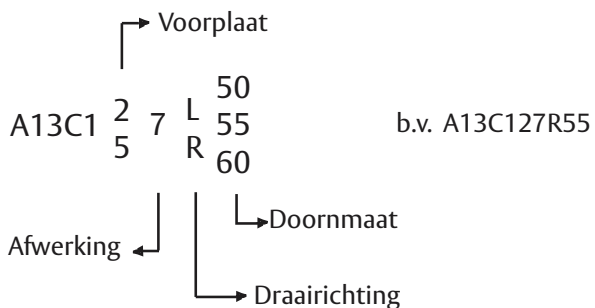 Voorplaat
50
A13C1 2 7 L 55 b.v. A13C127R55
5 R 60
Doornmaat
Afwerking
Draairichting